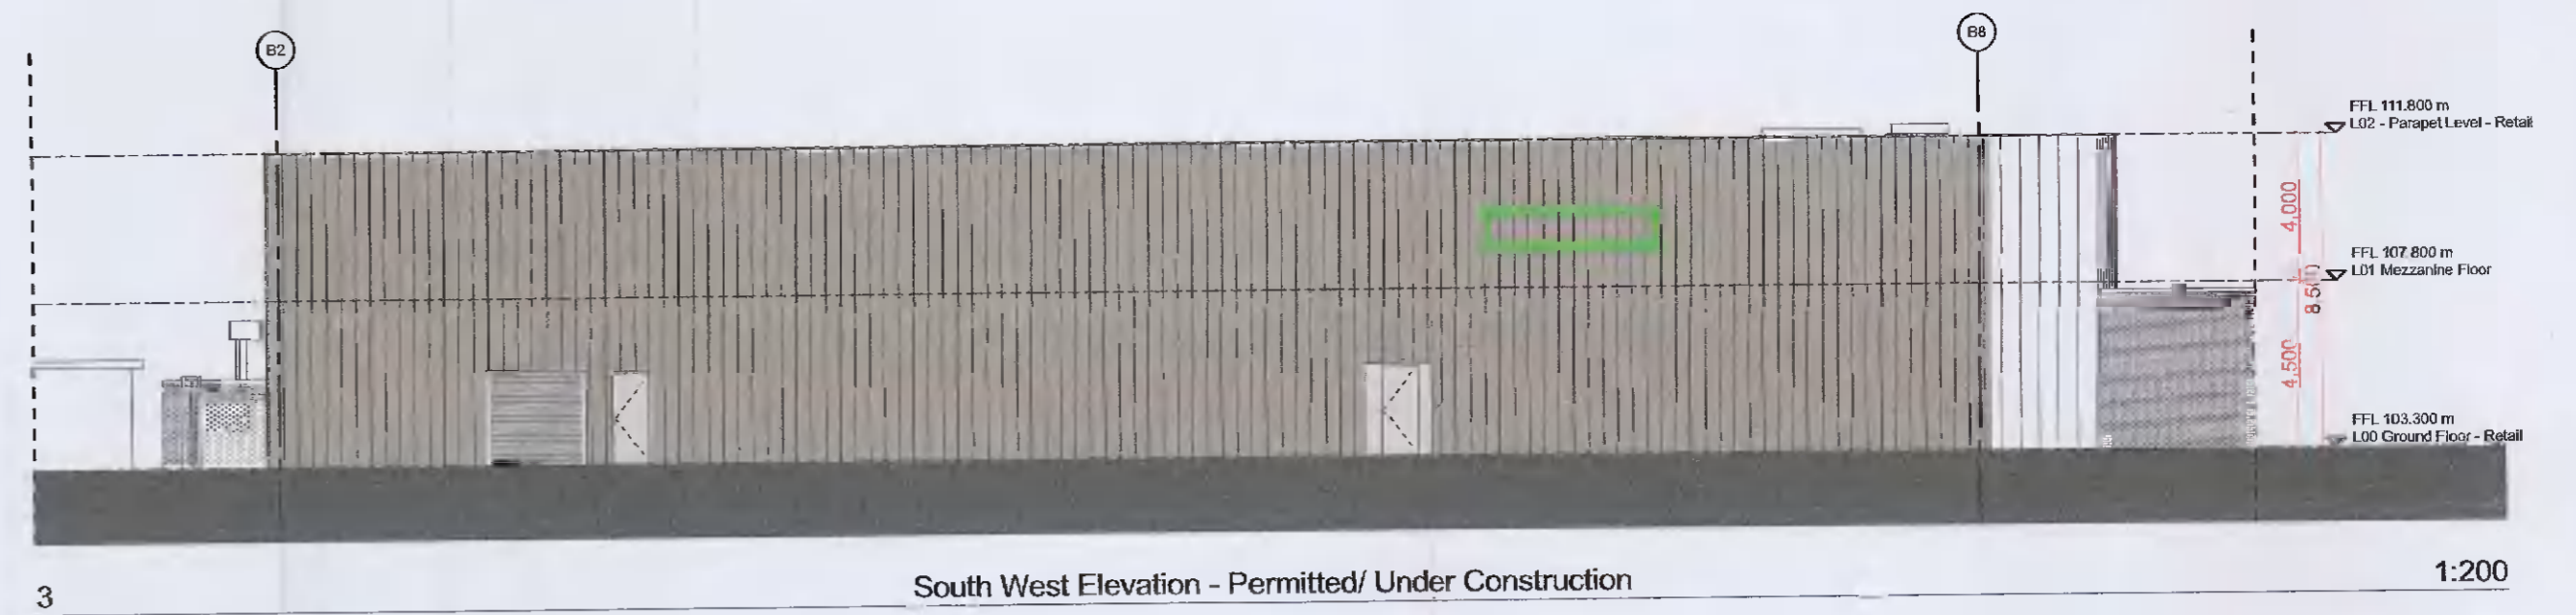 B2
B8
FFL 111.800 m
L02 - Parapet Level - Retail
4,000
FFL 107.800 m
L01 Mezzanine Floor
4,500
FFL 103.300 m
L00 Ground Floor - Retail
3
South West Elevation - Permitted/ Under Construction
1:200